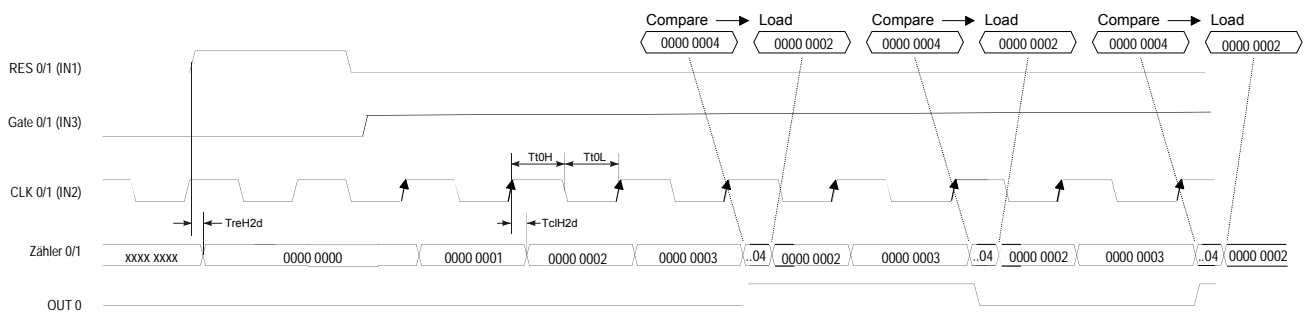 Compare Load Compare Load Compare Load
0000 0004 0000 0002 0000 0004 0000 0002 0000 0004 0000 0002
RES 0/1 (IN1)
Gate 0/1 (IN3)
Tt0H Tt0L
CLK 0/1 (IN2)
TreH2d TclH2d
Zähler 0/1 xxxx xxxx 0000 0000 0000 0001 0000 0002 0000 0003 ..04 0000 0002 0000 0003 ..04 0000 0002 0000 0003 ..04 0000 0002
OUT 0